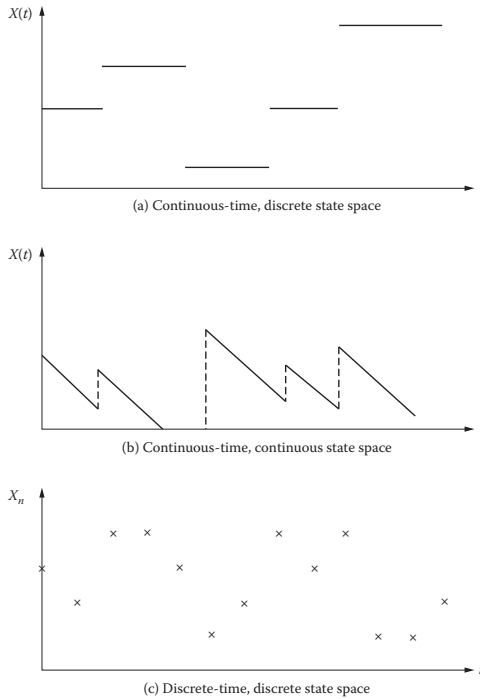 X(t)
(a) Continuous-time, discrete state space
X(t)
(b) Continuous-time, continuous state space
Xₙ
(c) Discrete-time, discrete state space